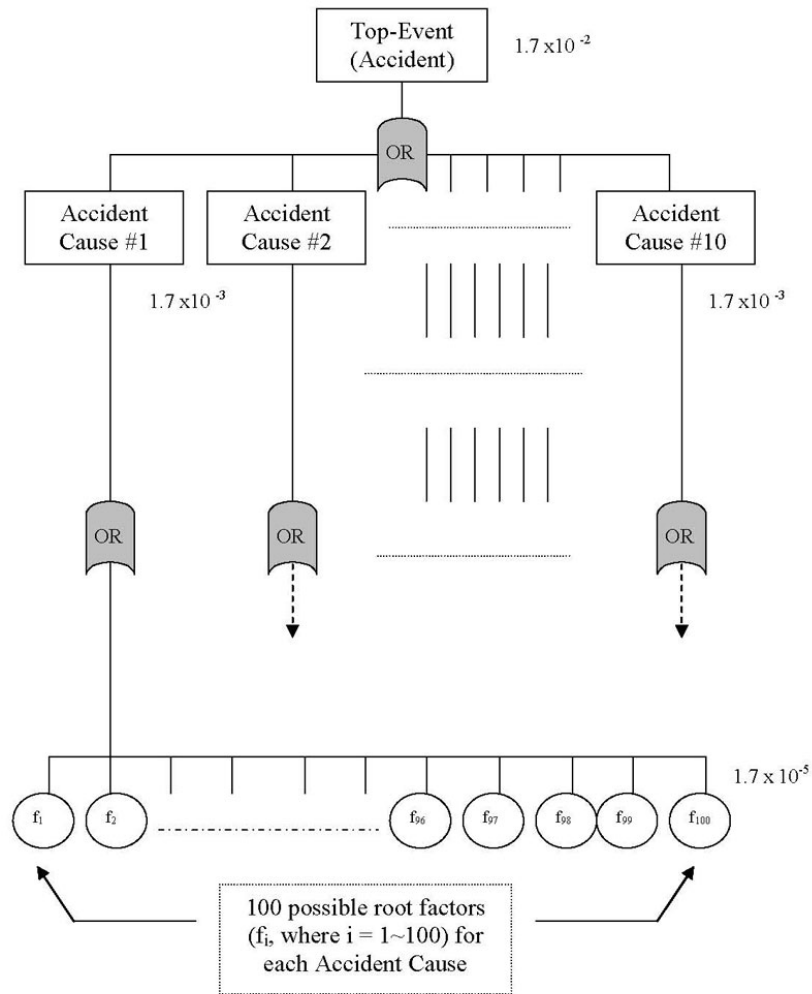 Top-Event
(Accident)
1.7 x10 -2
OR
Accident
Cause #1
Accident
Cause #2
Accident
Cause #10
1.7 x10 -3
1.7 x10 -3
OR
OR
OR
1.7 x 10-5
f1
f2
f96
f97
f98
f99
f100
100 possible root factors
(fi, where i = 1~100) for
each Accident Cause